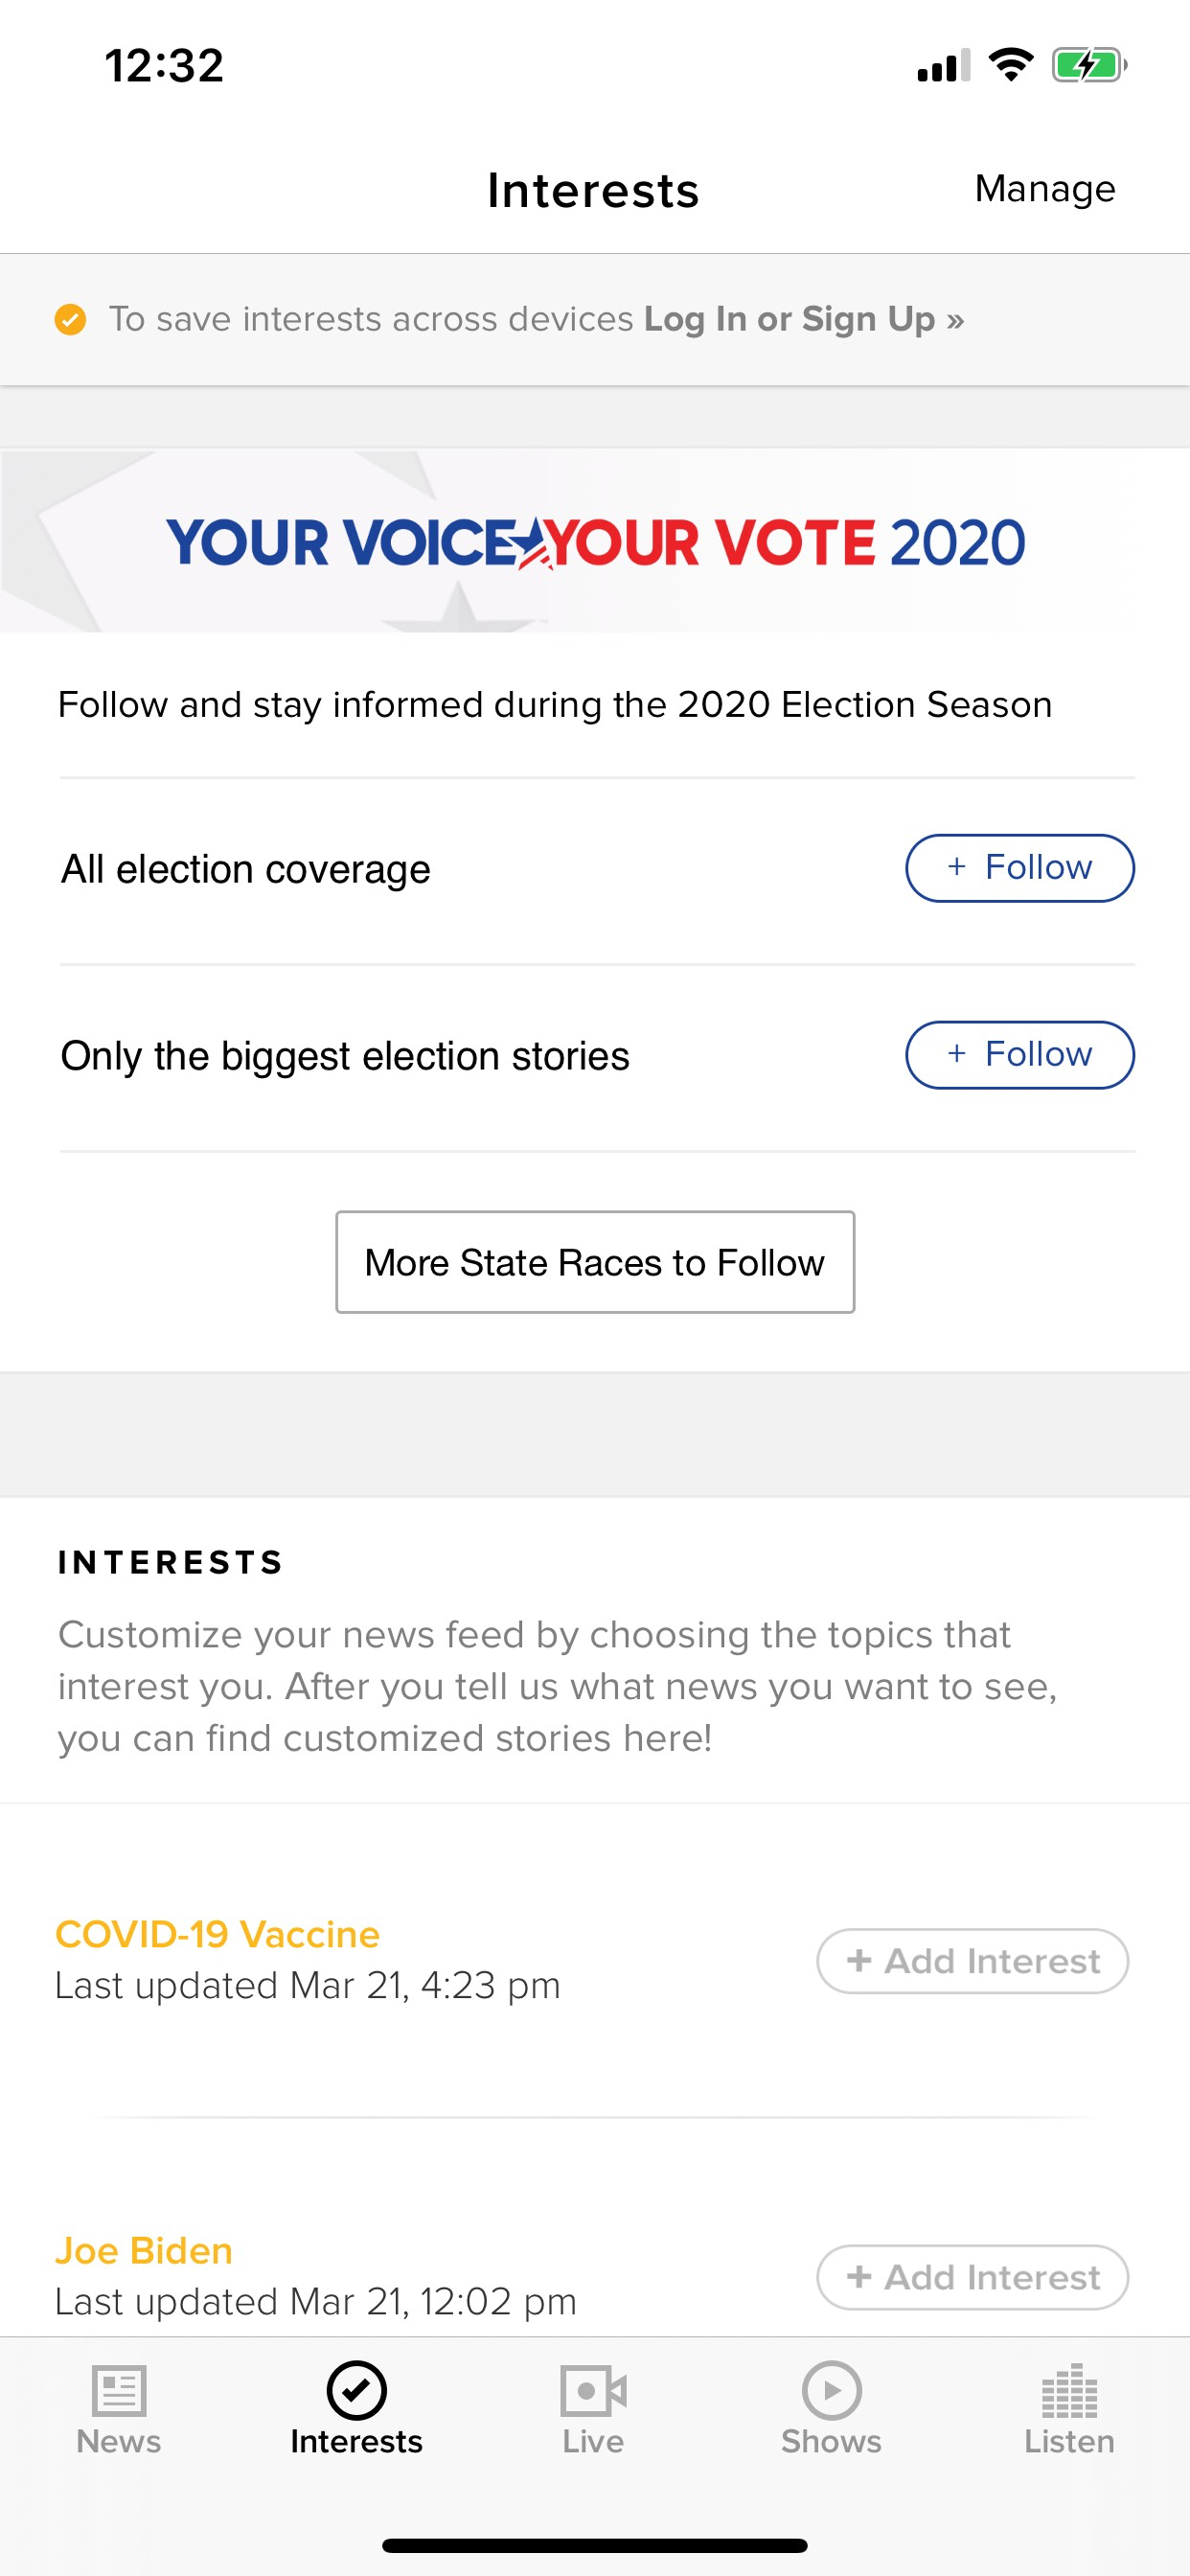 12:32
Interests
Manage
To save interests across devices Log In or Sign Up »
YOUR VOICE YOUR VOTE 2020
Follow and stay informed during the 2020 Election Season
All election coverage
+ Follow
Only the biggest election stories
+ Follow
More State Races to Follow
INTERESTS
Customize your news feed by choosing the topics that
interest you. After you tell us what news you want to see,
you can find customized stories here!
COVID-19 Vaccine
Last updated Mar 21, 4:23 pm
+ Add Interest
Joe Biden
Last updated Mar 21, 12:02 pm
+ Add Interest
News
Interests
Live
Shows
Listen